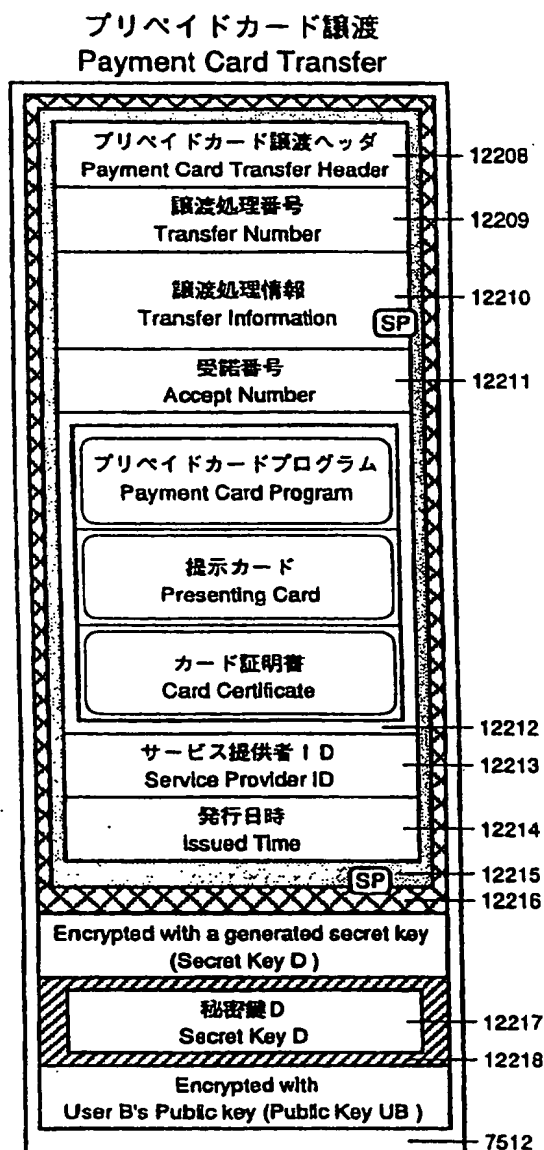 プリペイドカード譲渡
Payment Card Transfer
プリペイドカード譲渡ヘッダ
Payment Card Transfer Header
12208
譲渡処理番号
Transfer Number
12209
譲渡処理情報
Transfer Information
12210
SP
受諾番号
Accept Number
12211
プリペイドカードプログラム
Payment Card Program
提示カード
Presenting Card
カード証明書
Card Certificate
12212
サービス提供者ID
Service Provider ID
12213
発行日時
Issued Time
12214
SP
12215
12216
Encrypted with a generated secret key
(Secret Key D )
秘密鍵D
Secret Key D
12217
12218
Encrypted with
User B's Public key (Public Key UB )
7512